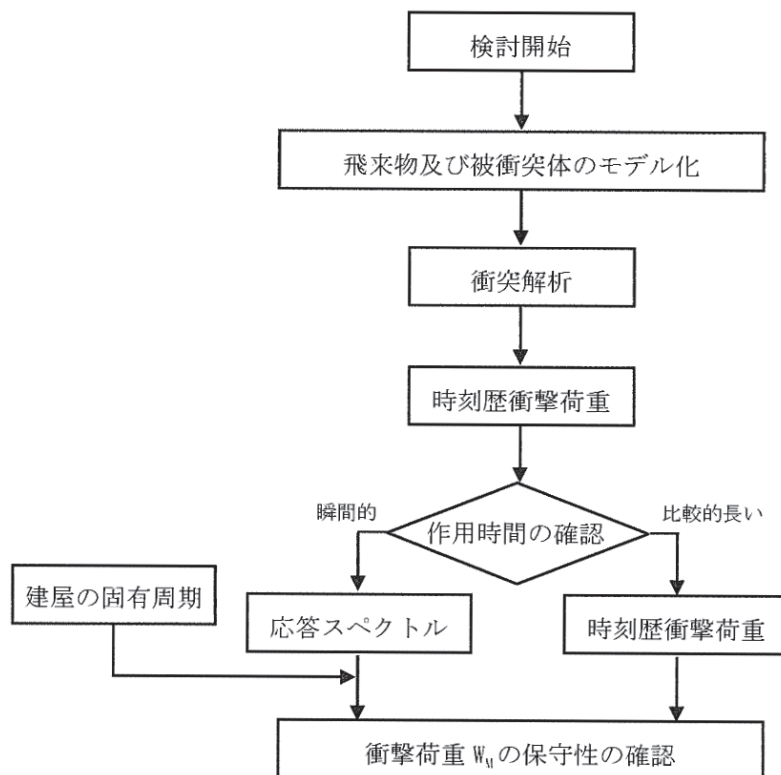 検討開始
飛来物及び被衝突体のモデル化
衝突解析
時刻歴衝撃荷重
瞬間的
比較的長い
作用時間の確認
建屋の固有周期
応答スペクトル
時刻歴衝撃荷重
衝撃荷重 WMの保守性の確認